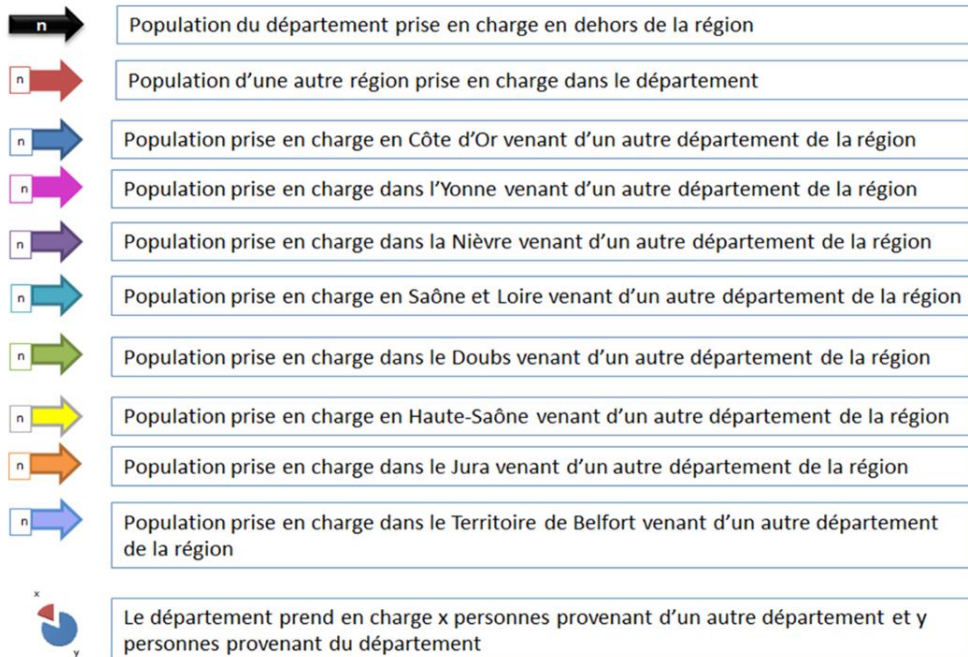 n
Population du département prise en charge en dehors de la région
n
Population d'une autre région prise en charge dans le département
n
Population prise en charge en Côte d'Or venant d'un autre département de la région
n
Population prise en charge dans l'Yonne venant d'un autre département de la région
n
Population prise en charge dans la Nièvre venant d'un autre département de la région
n
Population prise en charge en Saône et Loire venant d'un autre département de la région
n
Population prise en charge dans le Doubs venant d'un autre département de la région
n
Population prise en charge en Haute-Saône venant d'un autre département de la région
n
Population prise en charge dans le Jura venant d'un autre département de la région
n
Population prise en charge dans le Territoire de Belfort venant d'un autre département
de la région
x
Le département prend en charge x personnes provenant d'un autre département et y
personnes provenant du département
y